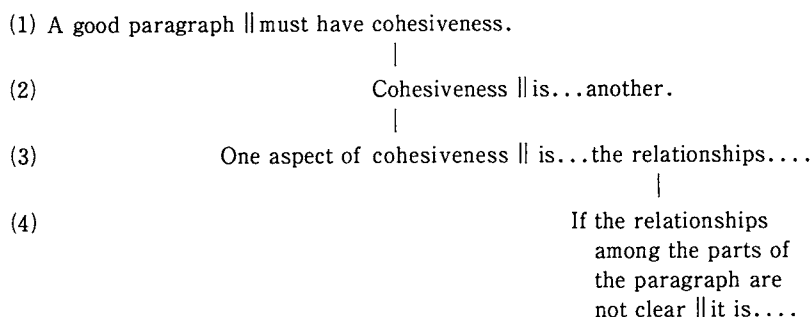 (1) A good paragraph || must have cohesiveness.
(2) Cohesiveness || is...another.
(3) One aspect of cohesiveness || is...the relationships....
(4) If the relationships
among the parts of
the paragraph are
not clear || it is....